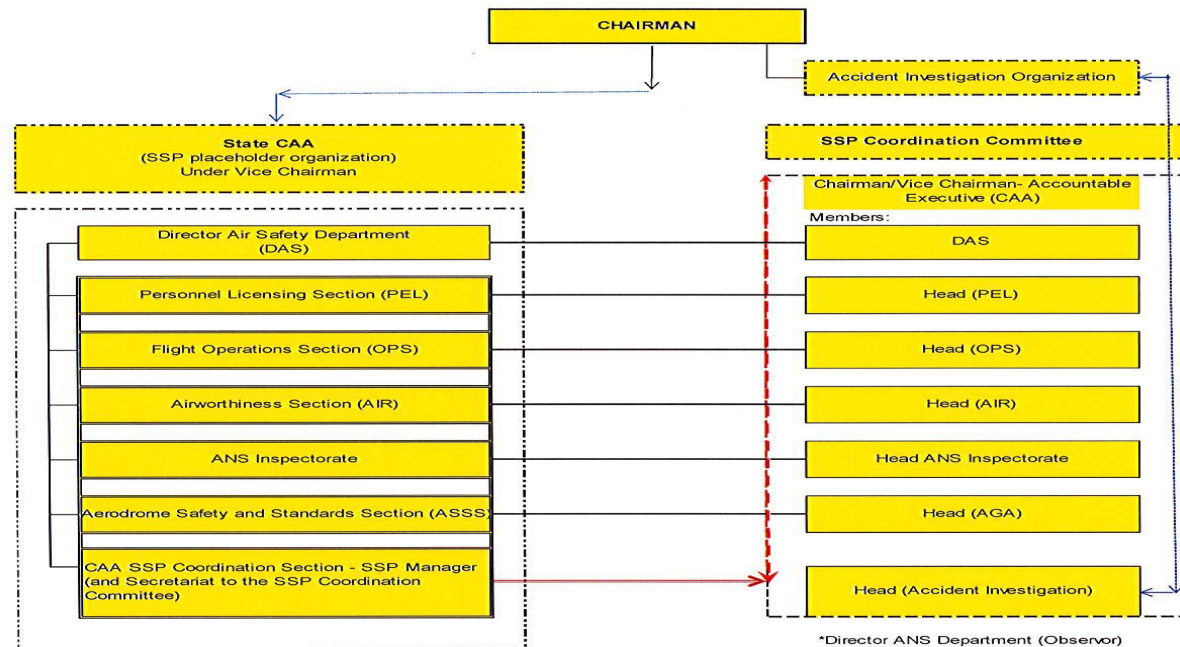 CHAIRMAN
Accident Investigation Organization
State CAA
(SSP placeholder organization)
Under Vice Chairman
SSP Coordination Committee
Chairman/Vice Chairman- Accountable
Executive (CAA)
Members:
Director Air Safety Department
(DAS)
DAS
Personnel Licensing Section (PEL)
Head (PEL)
Flight Operations Section (OPS)
Head (OPS)
Airworthiness Section (AIR)
Head (AIR)
ANS Inspectorate
Head ANS Inspectorate
Aerodrome Safety and Standards Section (ASSS)
Head (AGA)
CAA SSP Coordination Section - SSP Manager
(and Secretariat to the SSP Coordination
Committee)
Head (Accident Investigation)
*Director ANS Department (Observor)